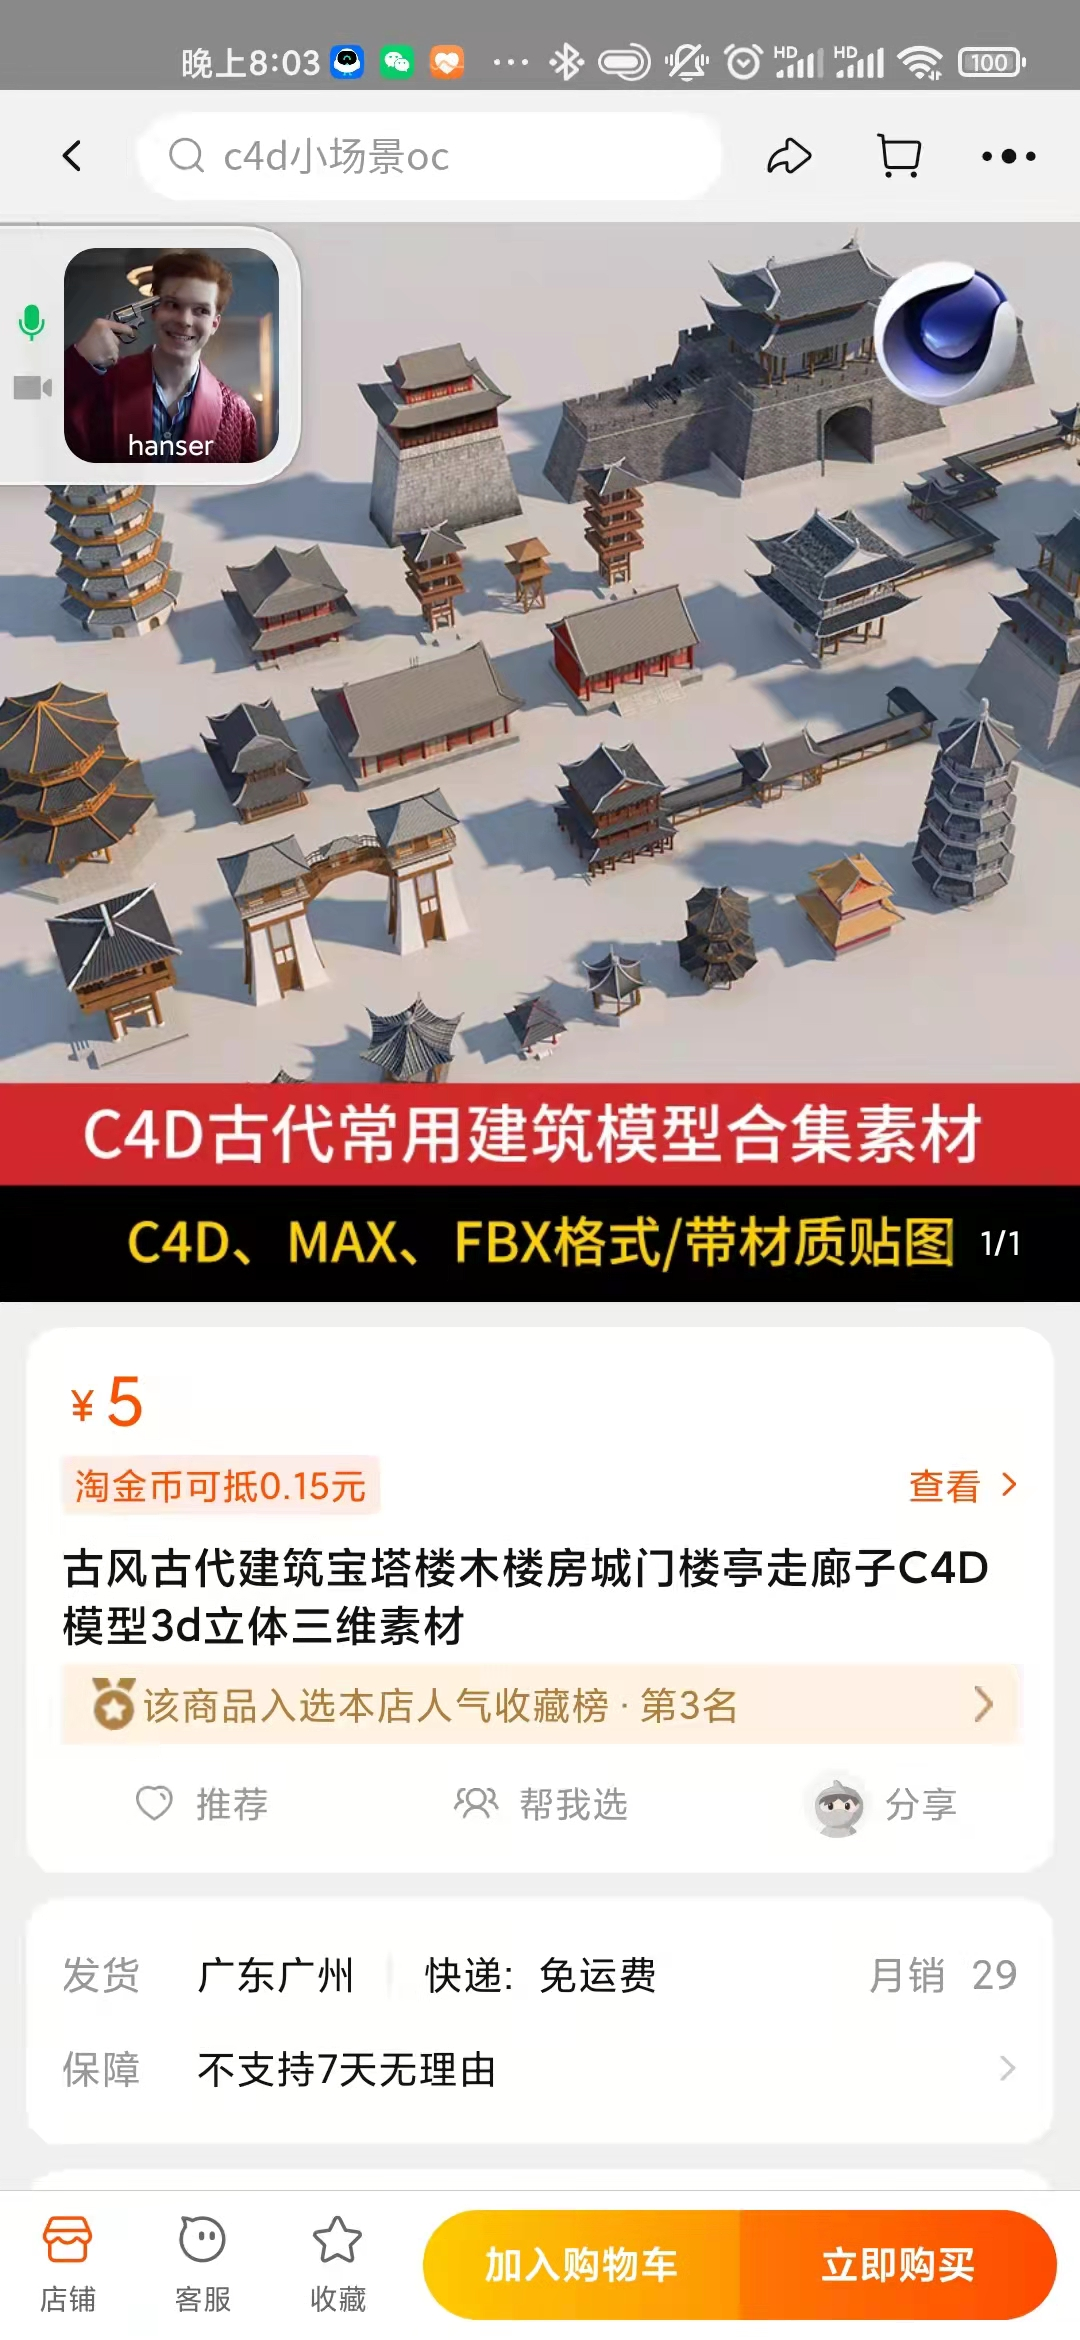 晚上8:03
HD
HD
100
c4d小场景oc
hanser
C4D古代常用建筑模型合集素材
C4D、MAX、FBX格式/带材质贴图
1/1
¥5
淘金币可抵0.15元
查看
古风古代建筑宝塔楼木楼房城门楼亭走廊子C4D
模型3d立体三维素材
该商品入选本店人气收藏榜·第3名
推荐
帮我选
分享
发货 广东广州 快递: 免运费 月销 29
保障 不支持7天无理由
店铺
客服
收藏
加入购物车
立即购买